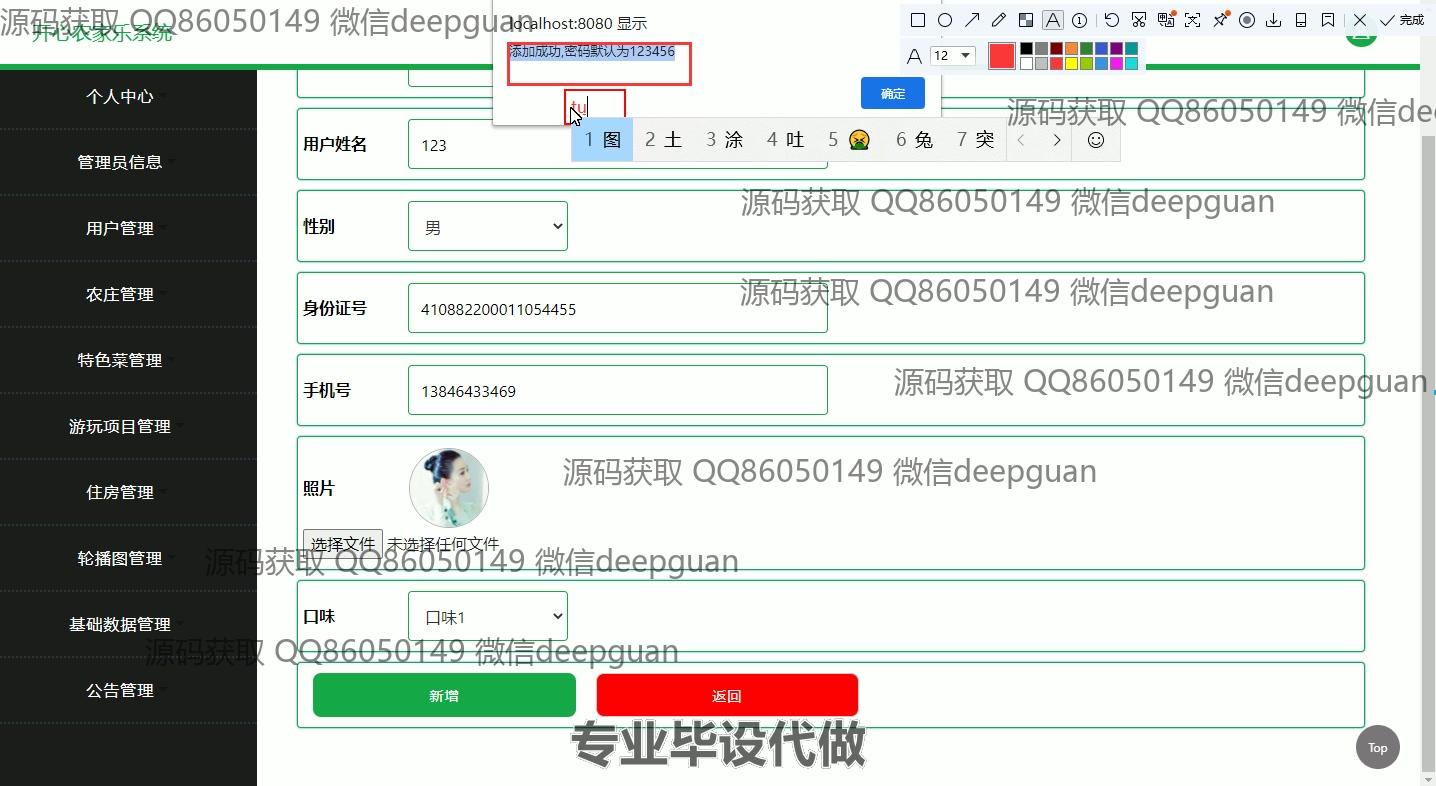 源码获取 QQ86050149 微信deepguan
开心农家乐系统
localhost:8080 显示
添加成功,密码默认为123456
确定
tu
12
完成
1 图 2 土 3 涂 4 吐 5 🤮 6 兔 7 突
源码获取 QQ86050149 微信deep
个人中心
管理员信息
用户管理
农庄管理
特色菜管理
游玩项目管理
住房管理
轮播图管理
基础数据管理
公告管理
用户姓名 123
源码获取 QQ86050149 微信deepguan
性别 男
源码获取 QQ86050149 微信deepguan
身份证号 410882200011054455
源码获取 QQ86050149 微信deepguan
手机号 13846433469
源码获取 QQ86050149 微信deepguan
照片
选择文件 未选择任何文件
源码获取 QQ86050149 微信deepguan
口味 口味1
源码获取 QQ86050149 微信deepguan
新增 返回
专业毕设代做
Top